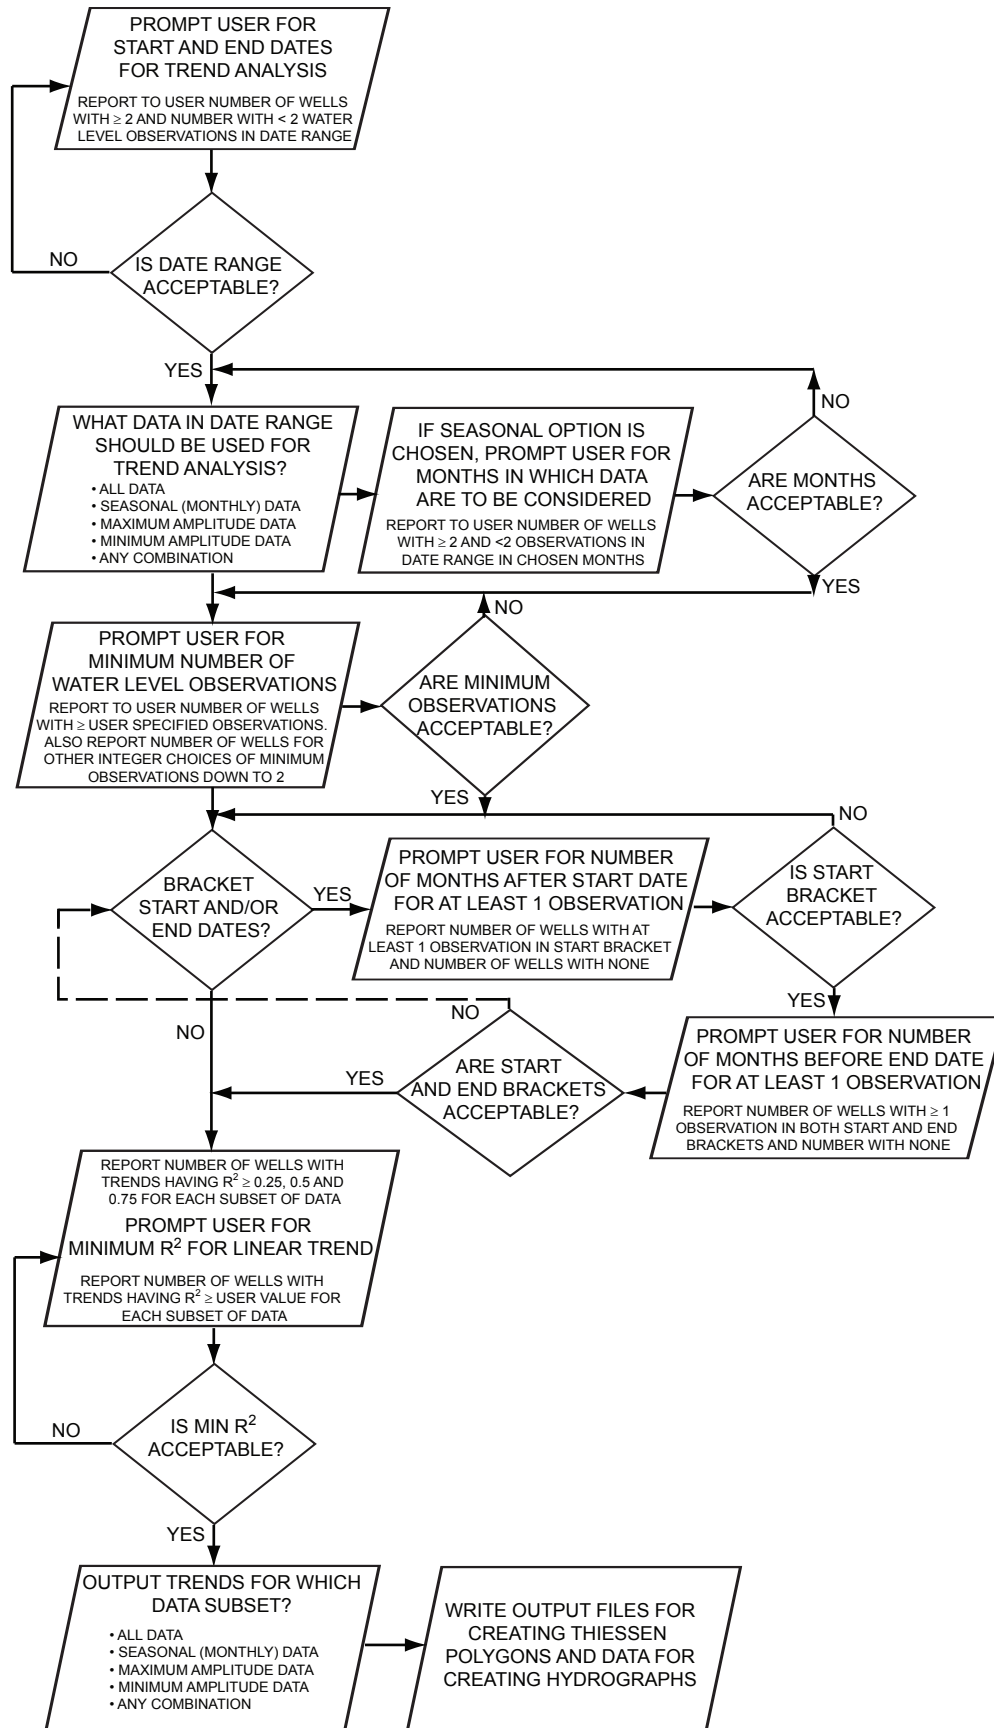 PROMPT USER FOR
START AND END DATES
FOR TREND ANALYSIS
REPORT TO USER NUMBER OF WELLS
WITH ≥ 2 AND NUMBER WITH < 2 WATER
LEVEL OBSERVATIONS IN DATE RANGE
NO
IS DATE RANGE
ACCEPTABLE?
YES
WHAT DATA IN DATE RANGE
SHOULD BE USED FOR
TREND ANALYSIS?
• ALL DATA
• SEASONAL (MONTHLY) DATA
• MAXIMUM AMPLITUDE DATA
• MINIMUM AMPLITUDE DATA
• ANY COMBINATION
IF SEASONAL OPTION IS
CHOSEN, PROMPT USER FOR
MONTHS IN WHICH DATA
ARE TO BE CONSIDERED
REPORT TO USER NUMBER OF WELLS
WITH ≥ 2 AND <2 OBSERVATIONS IN
DATE RANGE IN CHOSEN MONTHS
NO
ARE MONTHS
ACCEPTABLE?
YES
PROMPT USER FOR
MINIMUM NUMBER OF
WATER LEVEL OBSERVATIONS
REPORT TO USER NUMBER OF WELLS
WITH ≥ USER SPECIFIED OBSERVATIONS.
ALSO REPORT NUMBER OF WELLS FOR
OTHER INTEGER CHOICES OF MINIMUM
OBSERVATIONS DOWN TO 2
NO
ARE MINIMUM
OBSERVATIONS
ACCEPTABLE?
YES
BRACKET
START AND/OR
END DATES?
YES
PROMPT USER FOR NUMBER
OF MONTHS AFTER START DATE
FOR AT LEAST 1 OBSERVATION
REPORT NUMBER OF WELLS WITH AT
LEAST 1 OBSERVATION IN START BRACKET
AND NUMBER OF WELLS WITH NONE
NO
IS START
BRACKET
ACCEPTABLE?
YES
PROMPT USER FOR NUMBER
OF MONTHS BEFORE END DATE
FOR AT LEAST 1 OBSERVATION
REPORT NUMBER OF WELLS WITH ≥ 1
OBSERVATION IN BOTH START AND END
BRACKETS AND NUMBER WITH NONE
NO
ARE START
AND END BRACKETS
ACCEPTABLE?
YES
NO
REPORT NUMBER OF WELLS WITH
TRENDS HAVING R² ≥ 0.25, 0.5 AND
0.75 FOR EACH SUBSET OF DATA
PROMPT USER FOR
MINIMUM R² FOR LINEAR TREND
REPORT NUMBER OF WELLS WITH
TRENDS HAVING R² ≥ USER VALUE FOR
EACH SUBSET OF DATA
NO
IS MIN R²
ACCEPTABLE?
YES
OUTPUT TRENDS FOR WHICH
DATA SUBSET?
• ALL DATA
• SEASONAL (MONTHLY) DATA
• MAXIMUM AMPLITUDE DATA
• MINIMUM AMPLITUDE DATA
• ANY COMBINATION
WRITE OUTPUT FILES FOR
CREATING THIESSEN
POLYGONS AND DATA FOR
CREATING HYDROGRAPHS